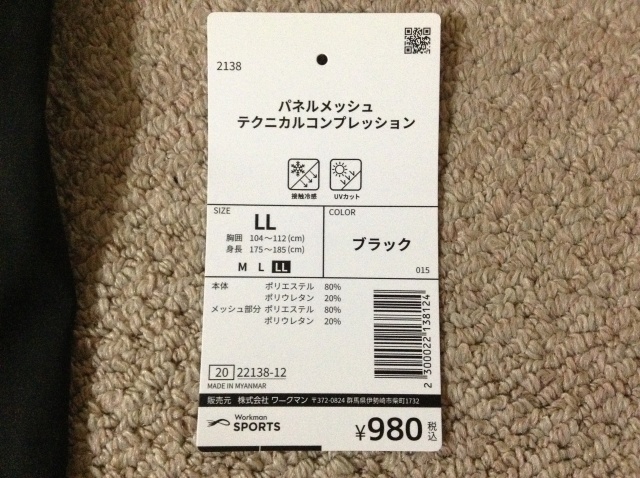 2138
パネルメッシュ
テクニカルコンプレッション
接触冷感 UVカット
SIZE
LL
胸囲 104～112(cm)
身長 175～185(cm)
M L LL
COLOR
ブラック
015
本体 ポリエステル 80%
ポリウレタン 20%
メッシュ部分 ポリエステル 80%
ポリウレタン 20%
20 22138-12
MADE IN MYANMAR
2 300022 138124
販売元 株式会社 ワークマン 〒372-0824 群馬県伊勢崎市柴町1732
Workman
SPORTS
¥980 税込